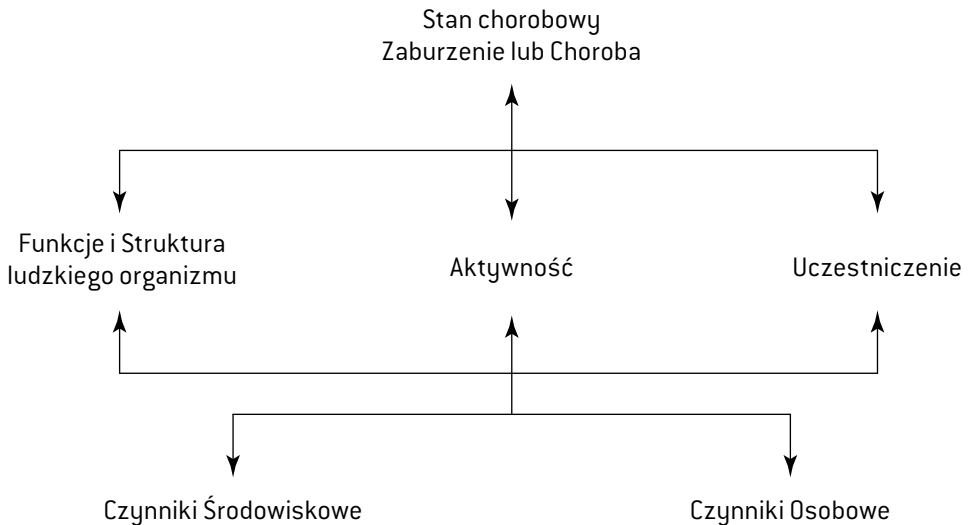 Stan chorobowy
Zaburzenie lub Choroba
Funkcje i Struktura
ludzkiego organizmu
Aktywność
Uczestniczenie
Czynniki Środowiskowe
Czynniki Osobowe